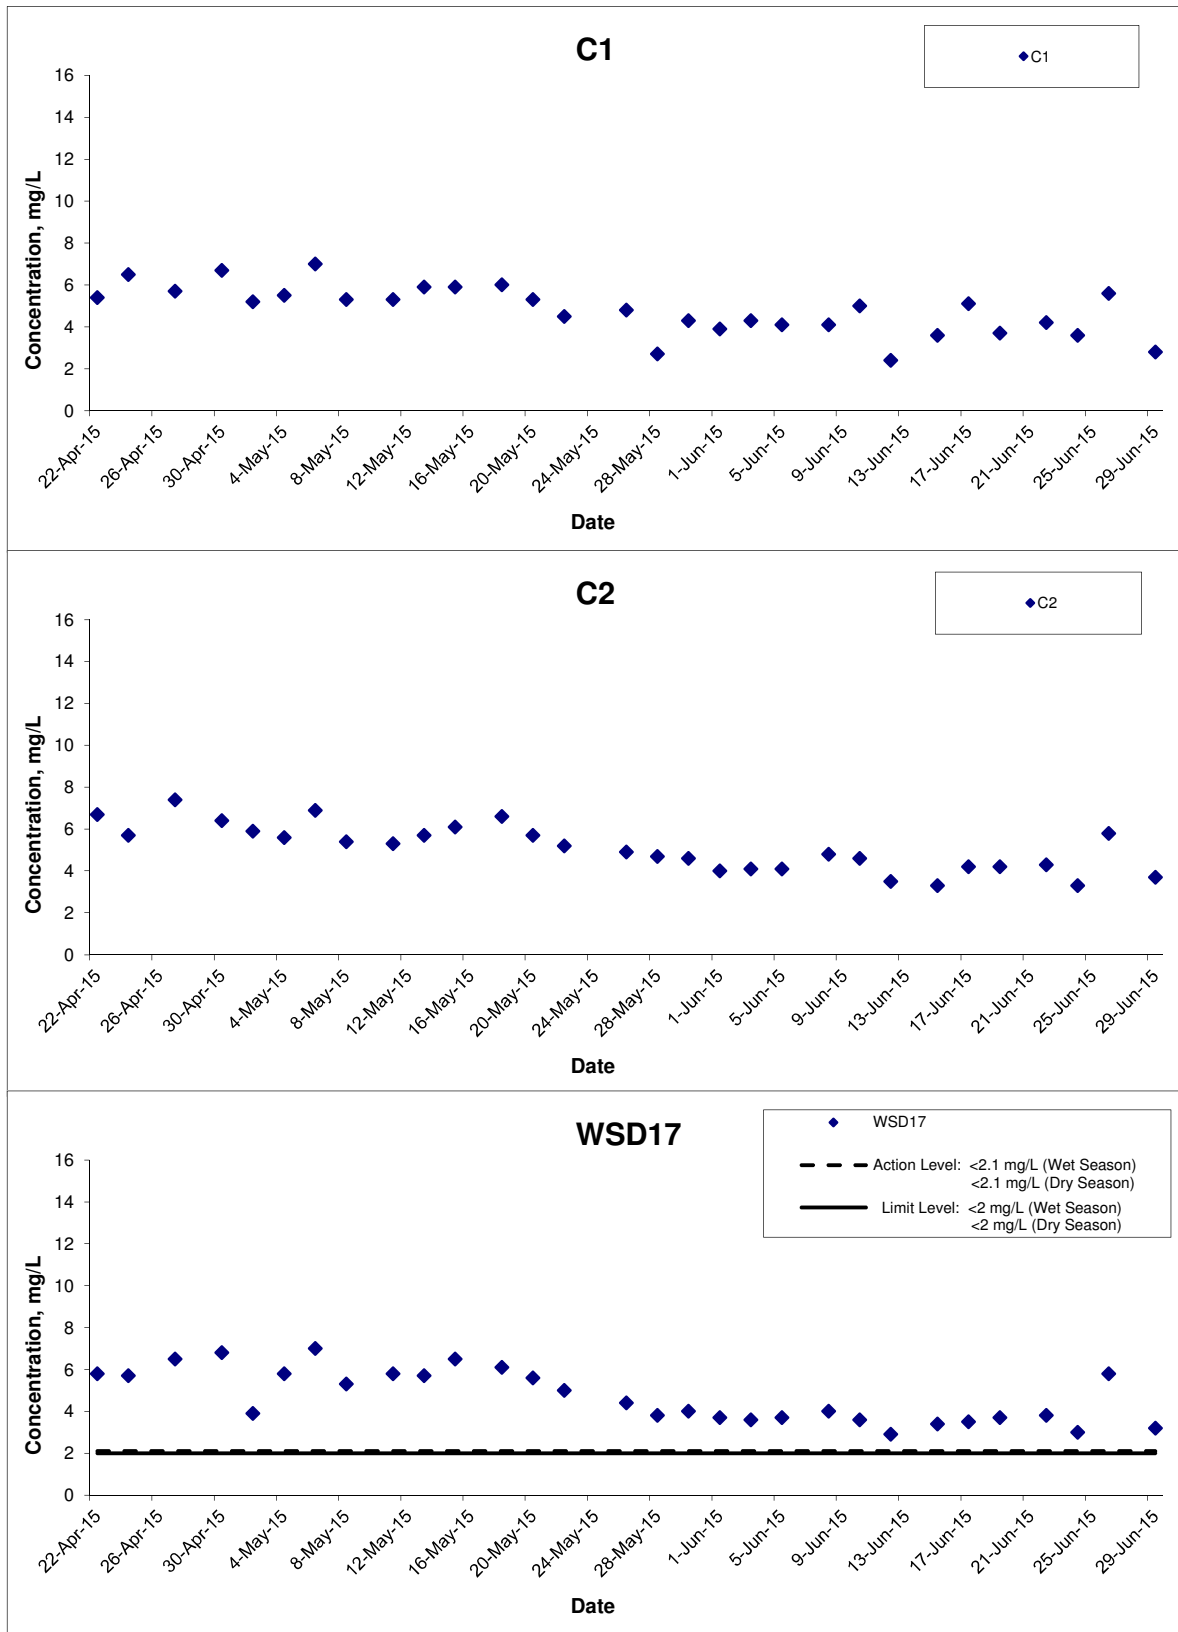 C1
C1
16
14
12
10
8
6
4
2
0
Concentration, mg/L
22-Apr-15
26-Apr-15
30-Apr-15
4-May-15
8-May-15
12-May-15
16-May-15
20-May-15
24-May-15
28-May-15
1-Jun-15
5-Jun-15
9-Jun-15
13-Jun-15
17-Jun-15
21-Jun-15
25-Jun-15
29-Jun-15
Date
C2
C2
16
14
12
10
8
6
4
2
0
Concentration, mg/L
22-Apr-15
26-Apr-15
30-Apr-15
4-May-15
8-May-15
12-May-15
16-May-15
20-May-15
24-May-15
28-May-15
1-Jun-15
5-Jun-15
9-Jun-15
13-Jun-15
17-Jun-15
21-Jun-15
25-Jun-15
29-Jun-15
Date
WSD17
WSD17
Action Level: <2.1 mg/L (Wet Season)
<2.1 mg/L (Dry Season)
Limit Level: <2 mg/L (Wet Season)
<2 mg/L (Dry Season)
16
14
12
10
8
6
4
2
0
Concentration, mg/L
22-Apr-15
26-Apr-15
30-Apr-15
4-May-15
8-May-15
12-May-15
16-May-15
20-May-15
24-May-15
28-May-15
1-Jun-15
5-Jun-15
9-Jun-15
13-Jun-15
17-Jun-15
21-Jun-15
25-Jun-15
29-Jun-15
Date